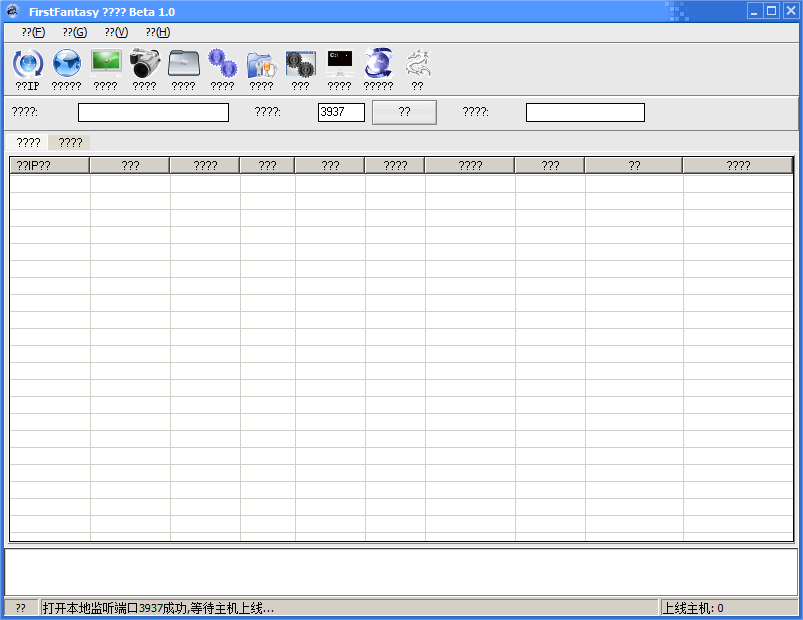 FirstFantasy ???? Beta 1.0
??(F) ??(G) ??(V) ??(H)
??IP ????? ???? ???? ???? ???? ???? ??? ???? ????? ??
C:\
????: ????: 3937 ?? ????:
???? ????
??IP?? ??? ???? ??? ??? ???? ???? ??? ?? ????
?? 打开本地监听端口3937成功,等待主机上线... 上线主机: 0